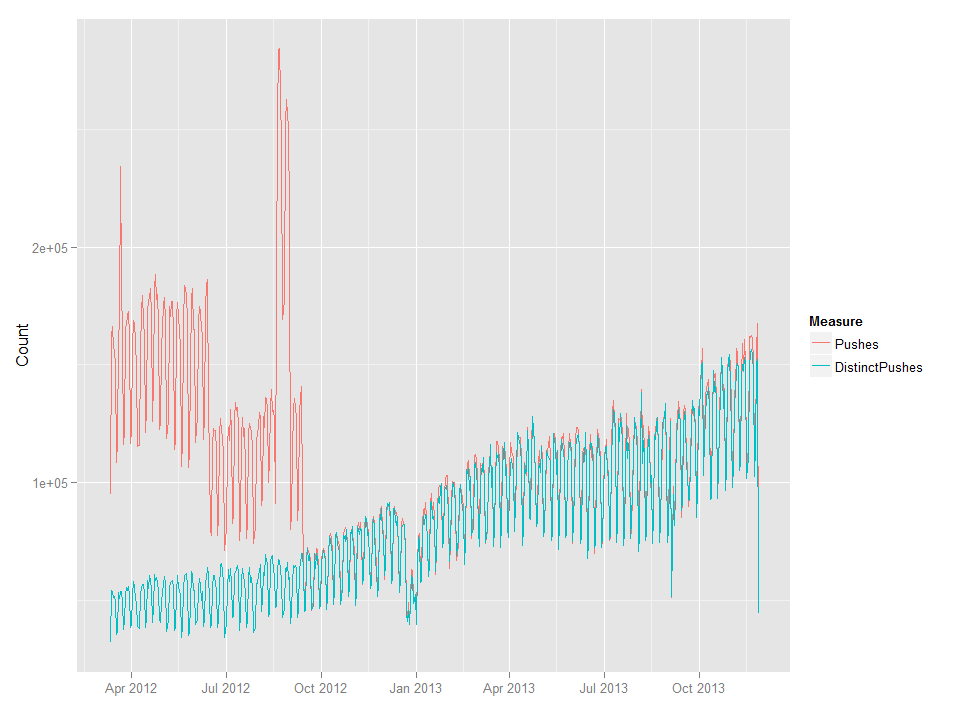 Count
2e+05
1e+05
Apr 2012
Jul 2012
Oct 2012
Jan 2013
Apr 2013
Jul 2013
Oct 2013
Measure
Pushes
DistinctPushes